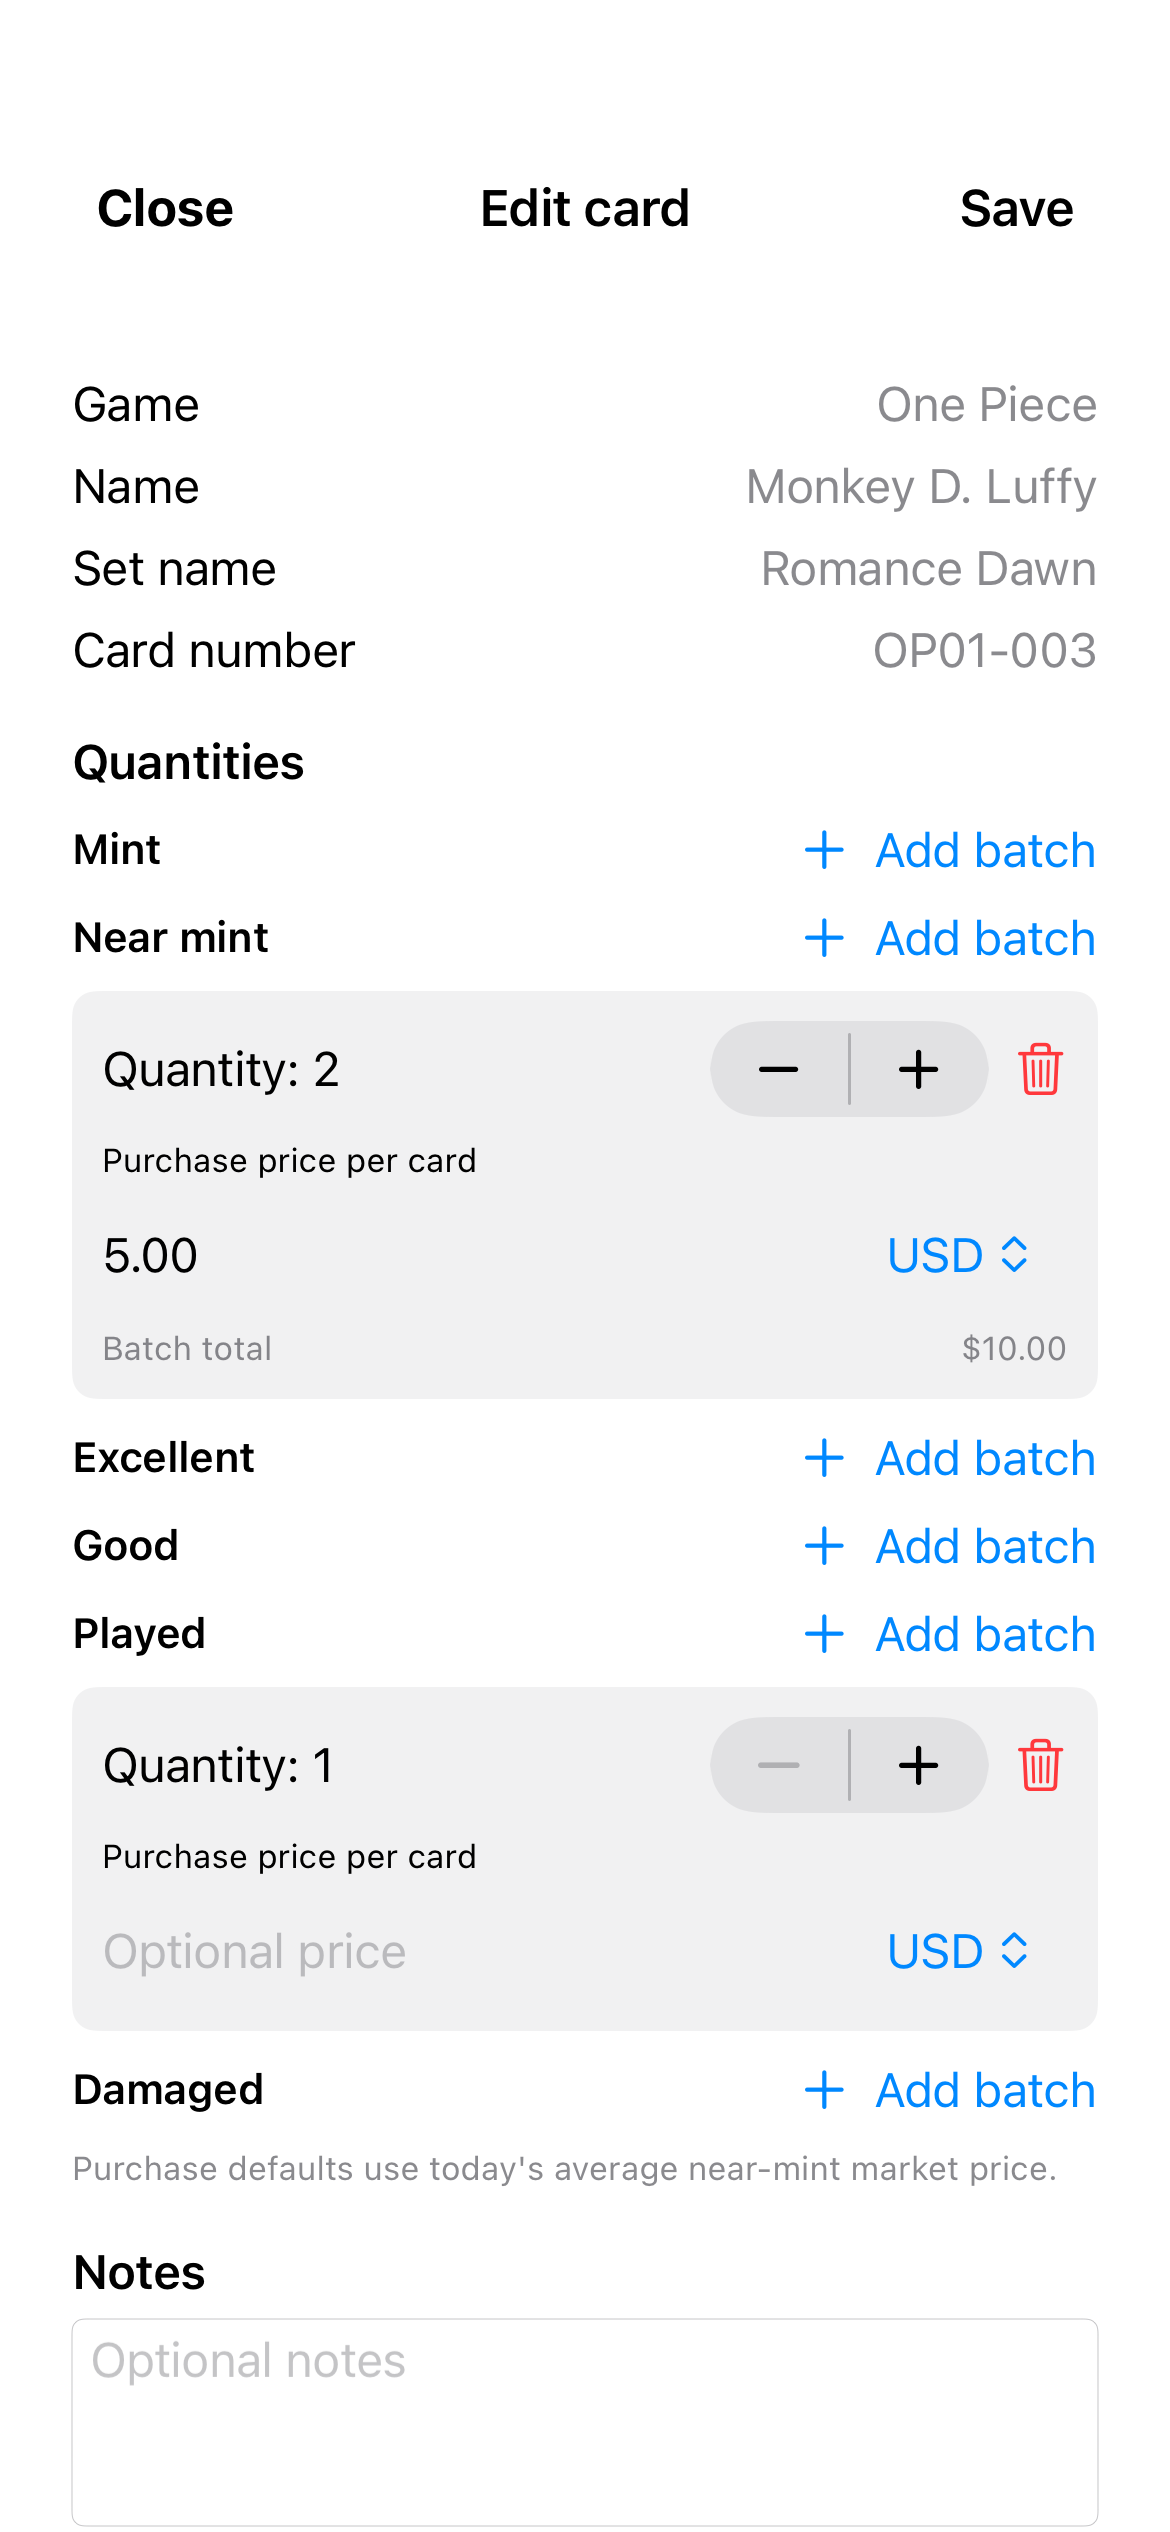 Close Edit card Save
Game One Piece
Name Monkey D. Luffy
Set name Romance Dawn
Card number OP01-003
Quantities
Mint + Add batch
Near mint + Add batch
Quantity: 2
Purchase price per card
5.00 USD
Batch total $10.00
Excellent + Add batch
Good + Add batch
Played + Add batch
Quantity: 1
Purchase price per card
Optional price USD
Damaged + Add batch
Purchase defaults use today's average near-mint market price.
Notes
Optional notes